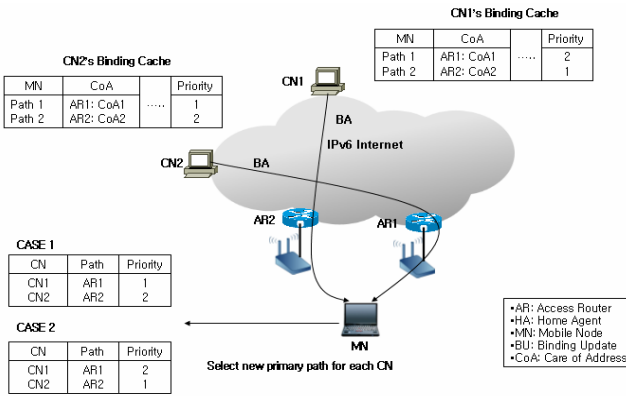 CN1's Binding Cache
MN CoA ..... Priority
Path 1 AR1: CoA1 2
Path 2 AR2: CoA2 1
CN2's Binding Cache
MN CoA ..... Priority
Path 1 AR1: CoA1 1
Path 2 AR2: CoA2 2
CN1
BA
IPv6 Internet
CN2
BA
AR2
AR1
CASE 1
CN Path Priority
CN1 AR1 1
CN2 AR2 2
CASE 2
CN Path Priority
CN1 AR1 2
CN2 AR2 1
MN
Select new primary path for each CN
•AR: Access Router
•HA: Home Agent
•MN: Mobile Node
•BU: Binding Update
•CoA: Care of Address